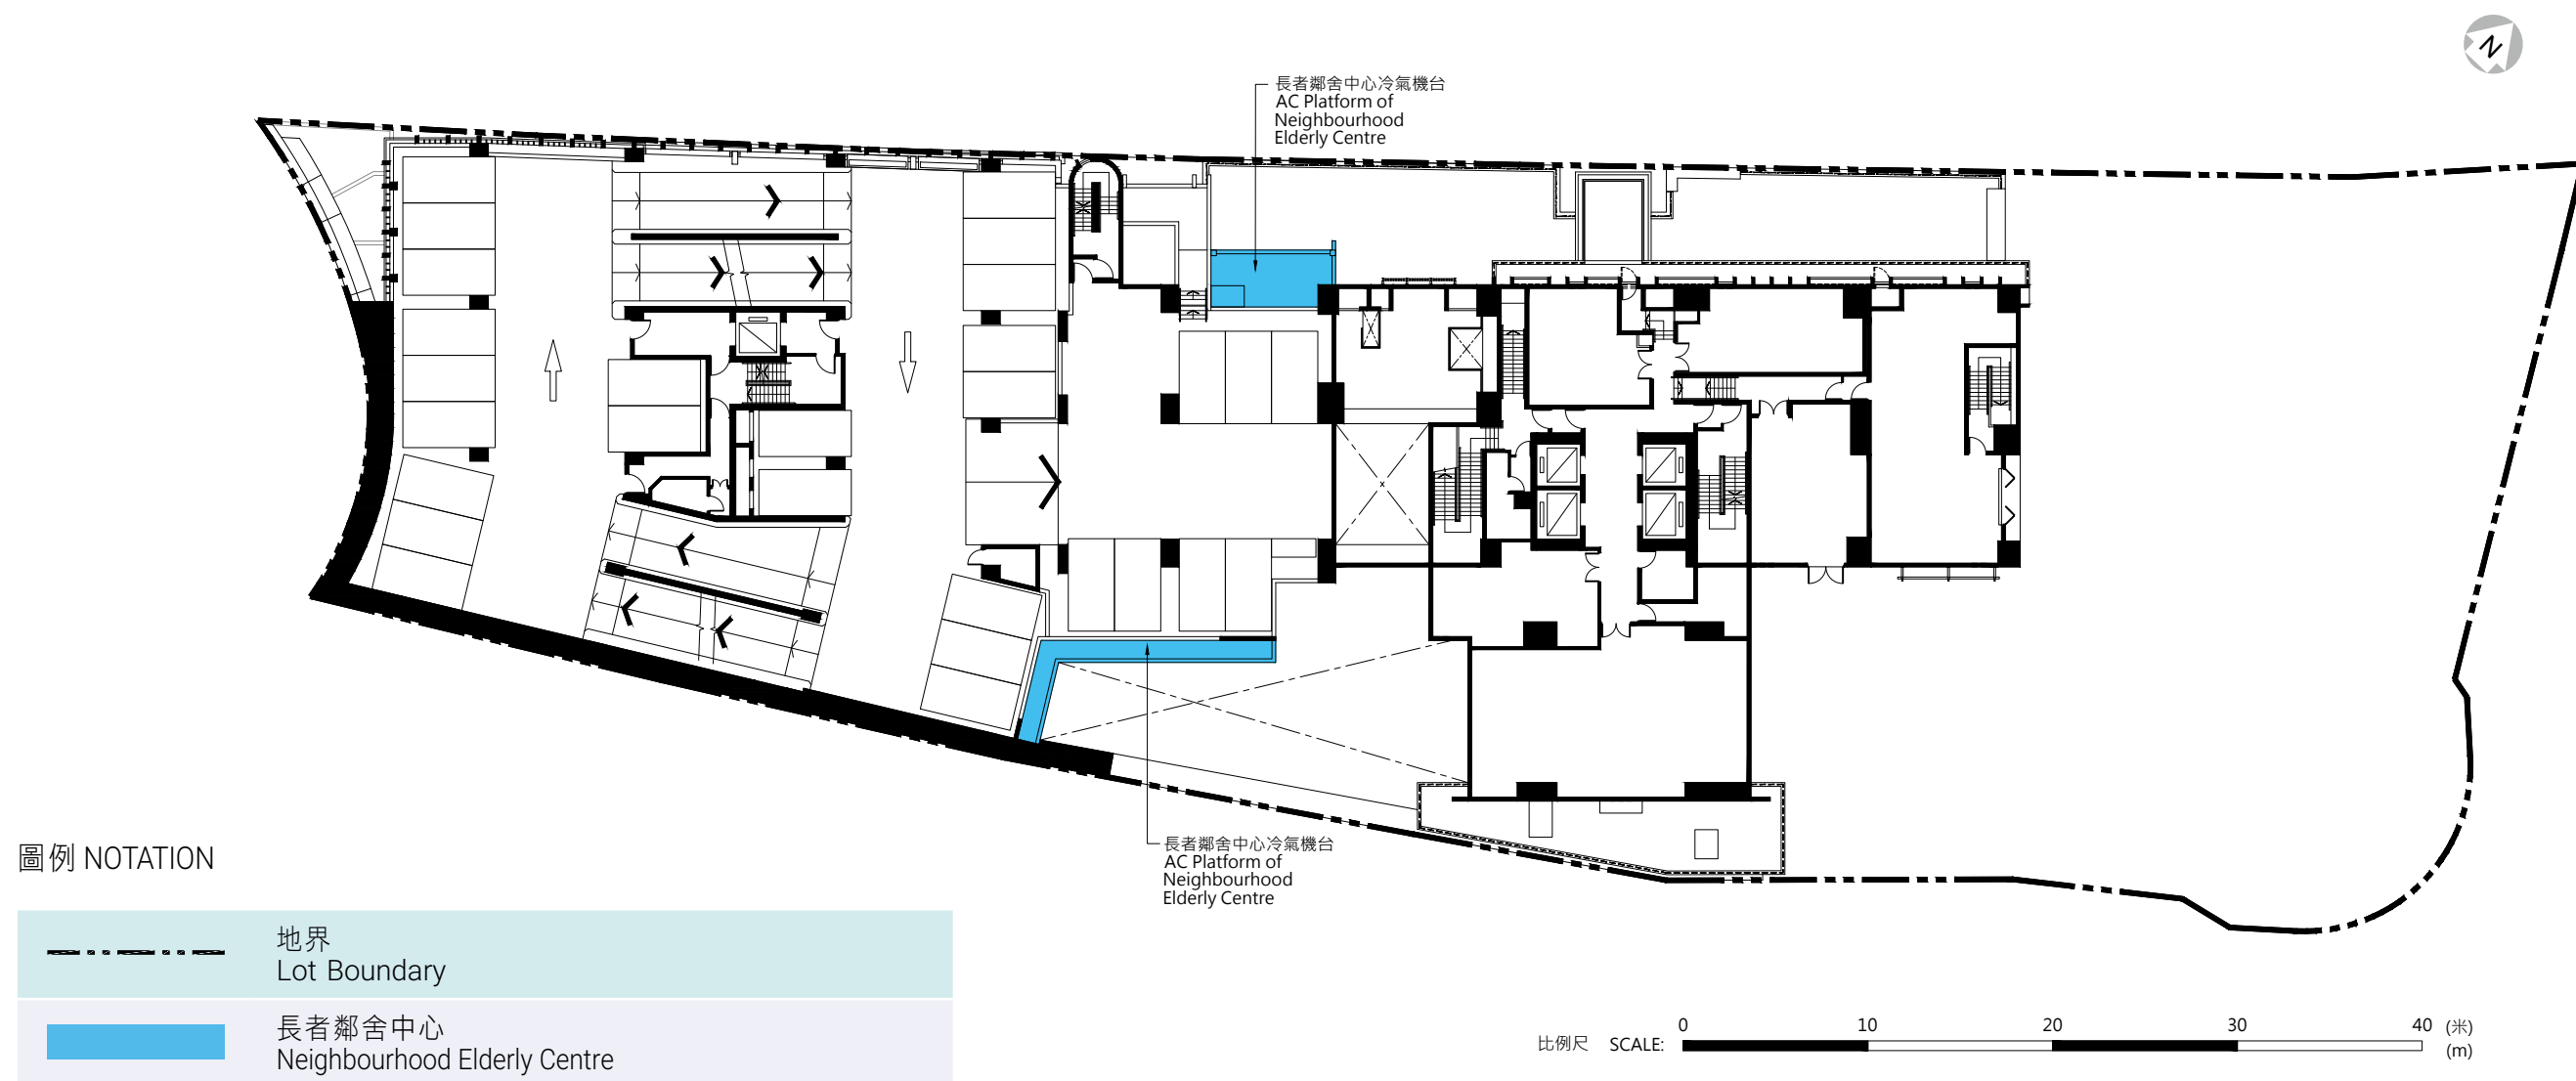 N
長者鄰舍中心冷氣機台
AC Platform of
Neighbourhood
Elderly Centre
長者鄰舍中心冷氣機台
AC Platform of
Neighbourhood
Elderly Centre
圖例 NOTATION
地界
Lot Boundary
長者鄰舍中心
Neighbourhood Elderly Centre
0 10 20 30 40 (米)
比例尺 SCALE: (m)